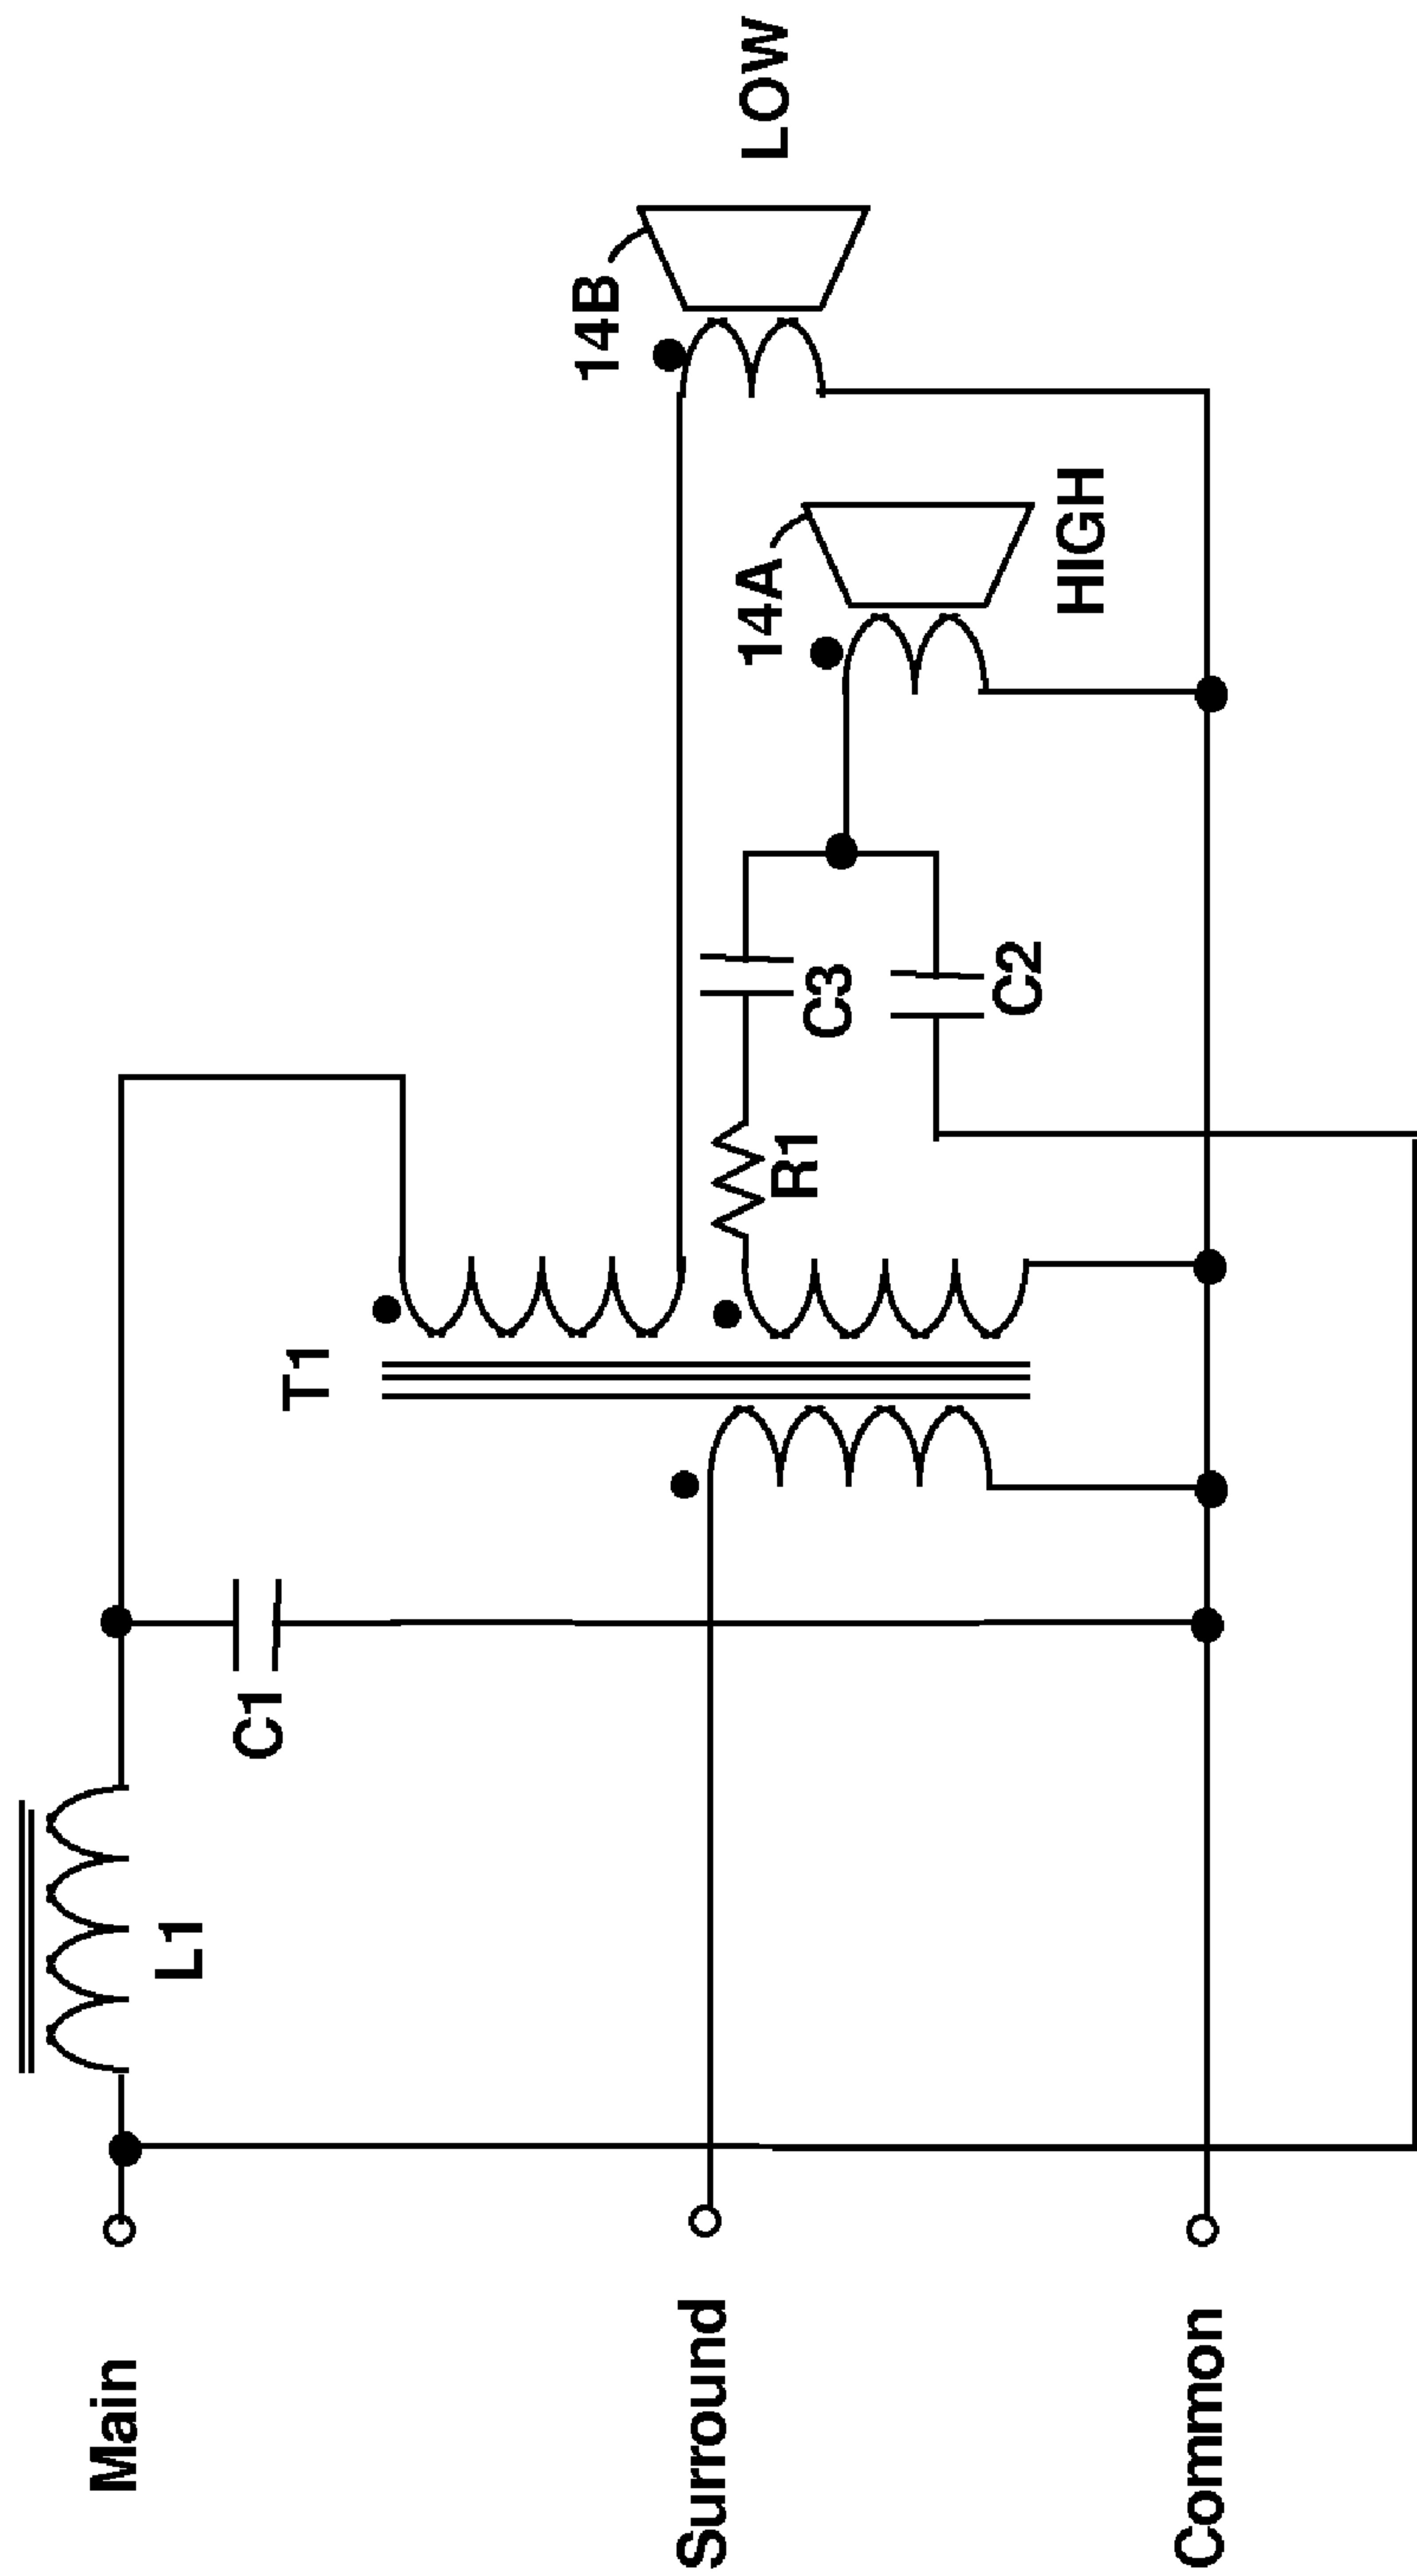 Main
Surround
Common
L1
C1
T1
R1
C3
C2
14A
HIGH
14B
LOW